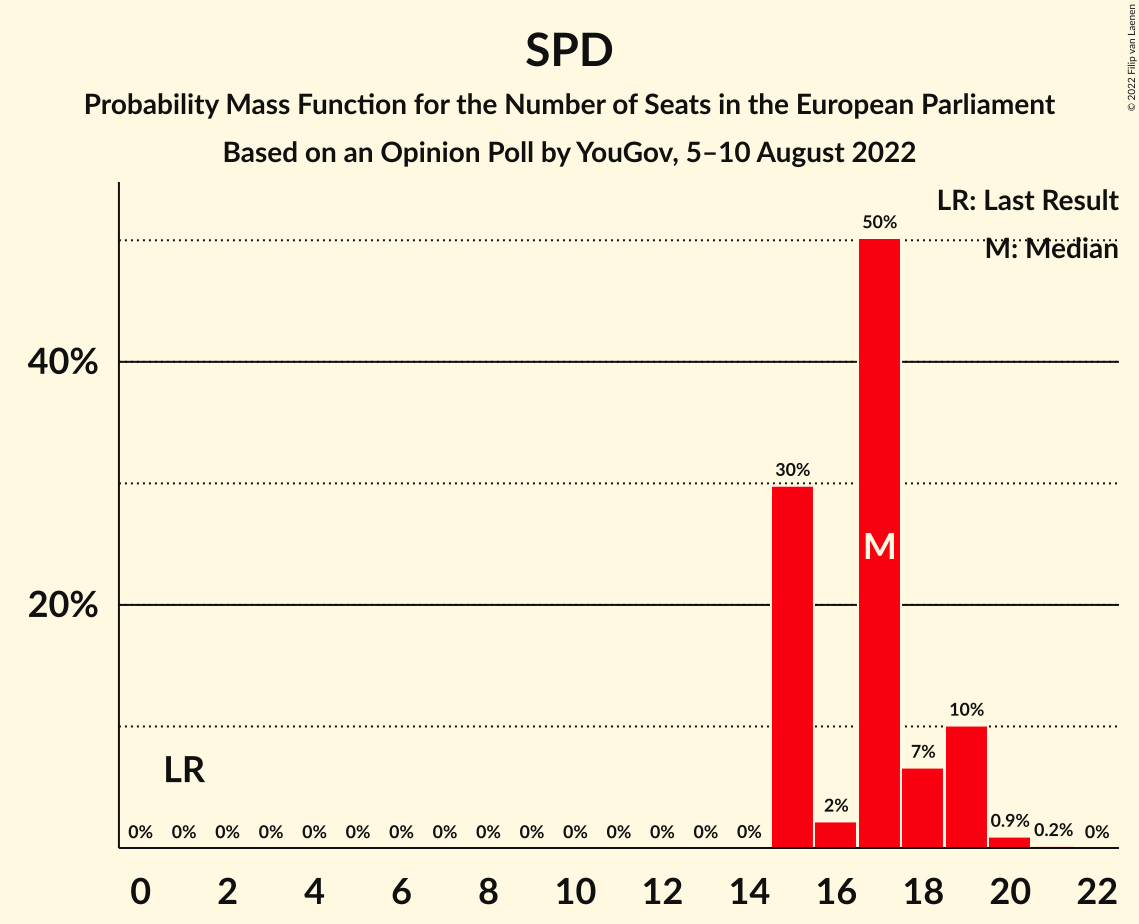 SPD
Probability Mass Function for the Number of Seats in the European Parliament
Based on an Opinion Poll by YouGov, 5–10 August 2022
© 2022 Filip van Laenen
LR: Last Result
M: Median
50%
40%
30%
M
20%
10%
LR
7%
2%
0% 0% 0% 0% 0% 0% 0% 0% 0% 0% 0% 0% 0% 0% 0% 0.9% 0.2% 0%
0 2 4 6 8 10 12 14 16 18 20 22